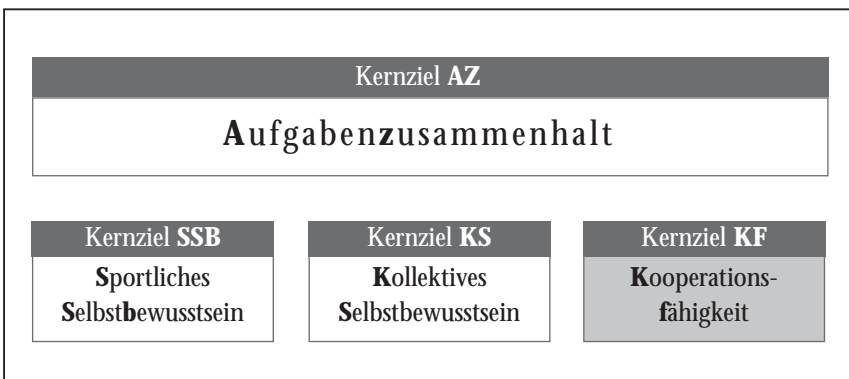 Kernziel AZ
Aufgabenzusammenhalt
Kernziel SSB
Sportliches
Selbstbewusstsein
Kernziel KS
Kollektives
Selbstbewusstsein
Kernziel KF
Kooperations-
fähigkeit